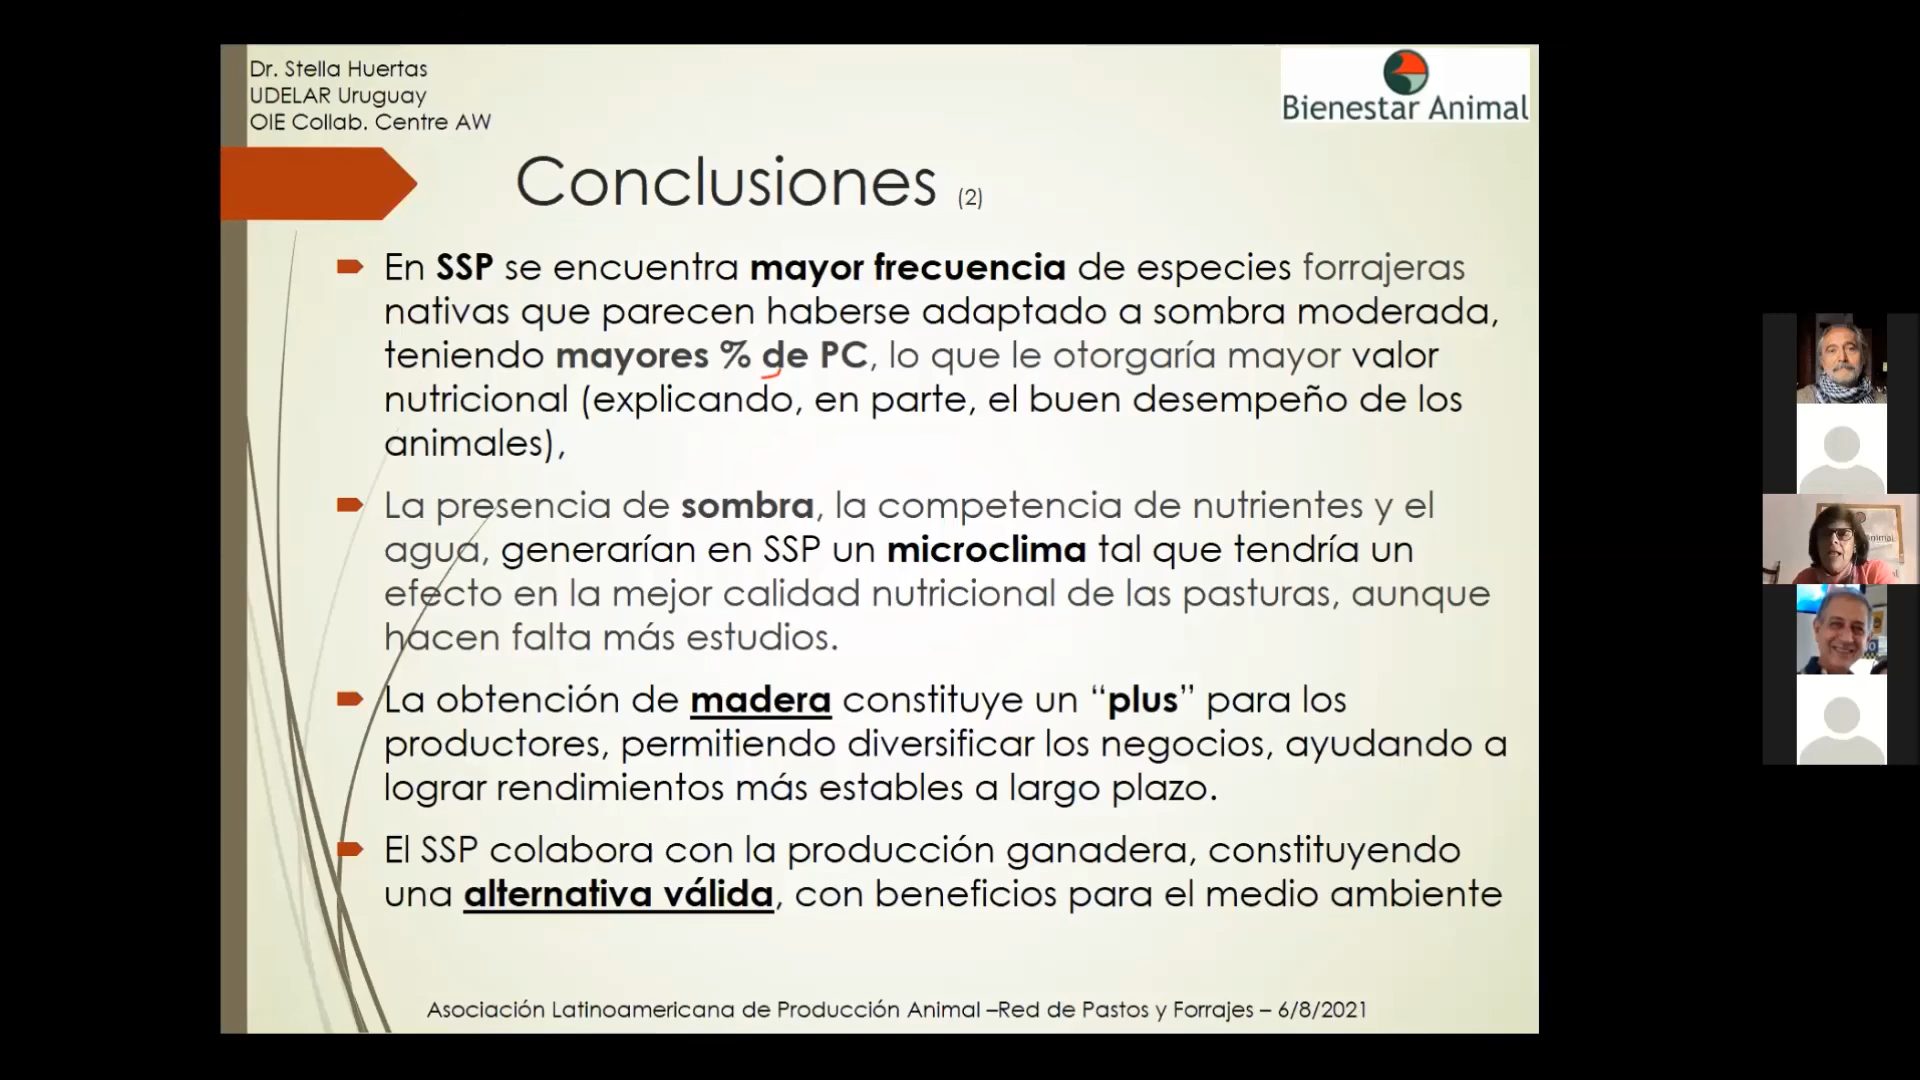 Dr. Stella Huertas
UDELAR Uruguay
OIE Collab. Centre AW
Bienestar Animal
Conclusiones (2)
En SSP se encuentra mayor frecuencia de especies forrajeras
nativas que parecen haberse adaptado a sombra moderada,
teniendo mayores % de PC, lo que le otorgaría mayor valor
nutricional (explicando, en parte, el buen desempeño de los
animales),
La presencia de sombra, la competencia de nutrientes y el
agua, generarían en SSP un microclima tal que tendría un
efecto en la mejor calidad nutricional de las pasturas, aunque
hacen falta más estudios.
La obtención de madera constituye un “plus” para los
productores, permitiendo diversificar los negocios, ayudando a
lograr rendimientos más estables a largo plazo.
El SSP colabora con la producción ganadera, constituyendo
una alternativa válida, con beneficios para el medio ambiente
Asociación Latinoamericana de Producción Animal –Red de Pastos y Forrajes – 6/8/2021